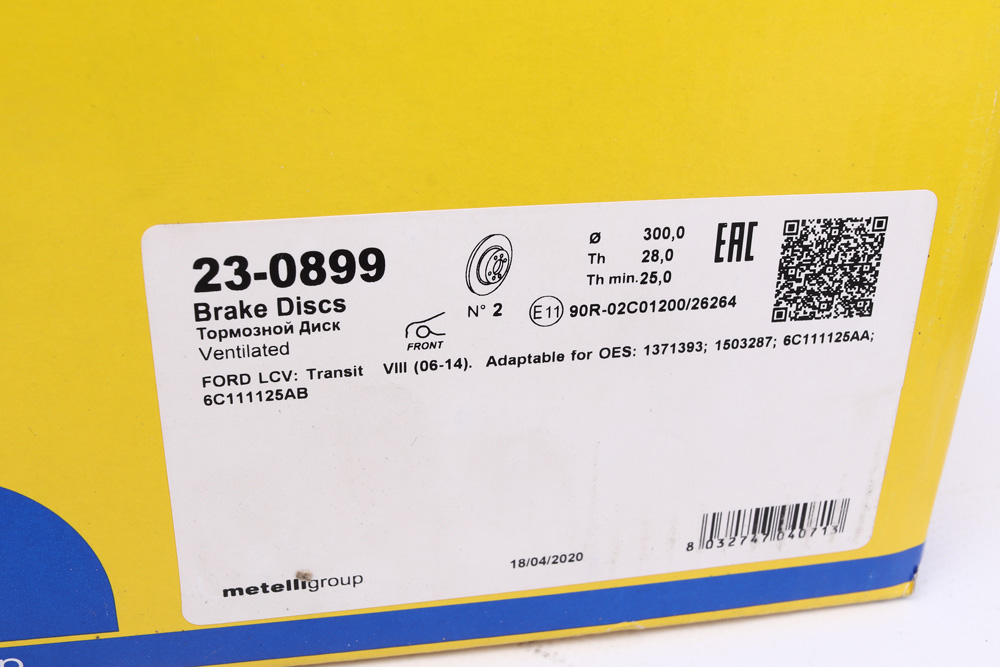 23-0899
Brake Discs
Тормозной Диск
Ventilated
FRONT
N° 2
Ø 300,0
Th 28,0
Th min. 25,0
E11 90R-02C01200/26264
EAC
FORD LCV: Transit VIII (06-14). Adaptable for OES: 1371393; 1503287; 6C111125AA;
6C111125AB
metelligroup
18/04/2020
8 032747 040713